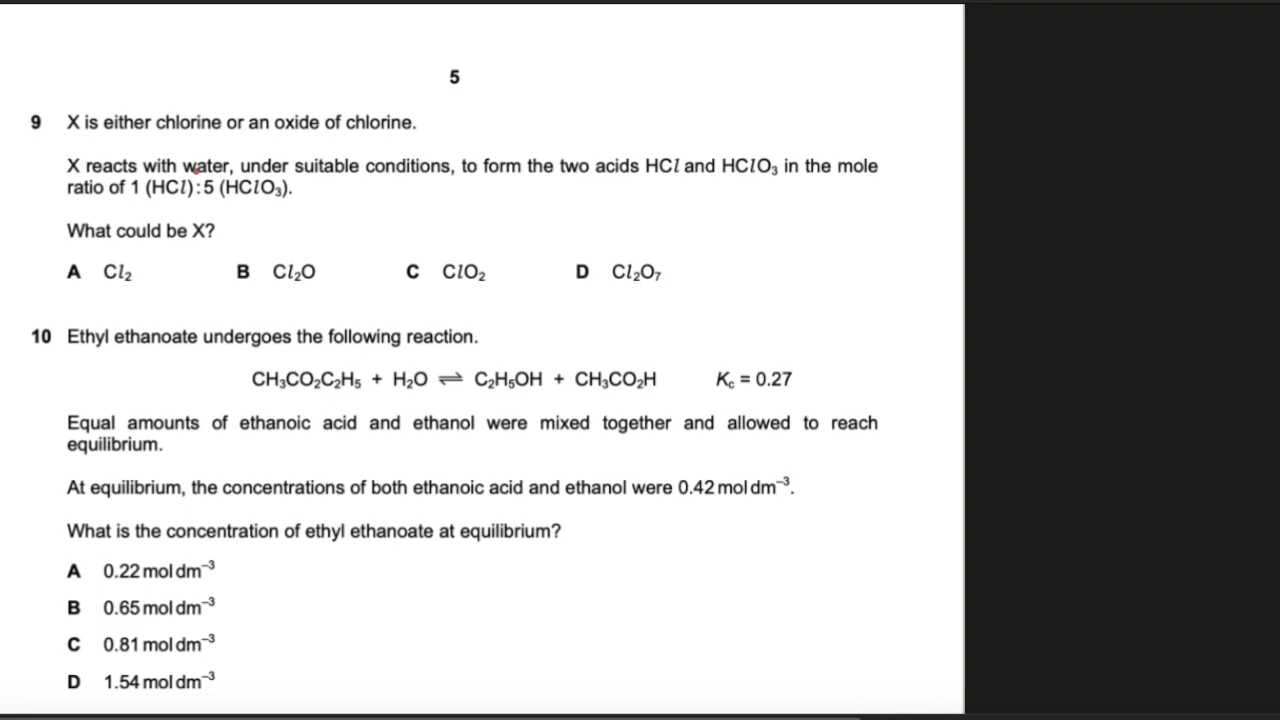 5
9 X is either chlorine or an oxide of chlorine.
X reacts with water, under suitable conditions, to form the two acids HCl and HClO₃ in the mole
ratio of 1 (HCl):5 (HClO₃).
What could be X?
A Cl₂ B Cl₂O C ClO₂ D Cl₂O₇
10 Ethyl ethanoate undergoes the following reaction.
CH₃CO₂C₂H₅ + H₂O ⇌ C₂H₅OH + CH₃CO₂H K꜀ = 0.27
Equal amounts of ethanoic acid and ethanol were mixed together and allowed to reach
equilibrium.
At equilibrium, the concentrations of both ethanoic acid and ethanol were 0.42 mol dm⁻³.
What is the concentration of ethyl ethanoate at equilibrium?
A 0.22 mol dm⁻³
B 0.65 mol dm⁻³
C 0.81 mol dm⁻³
D 1.54 mol dm⁻³